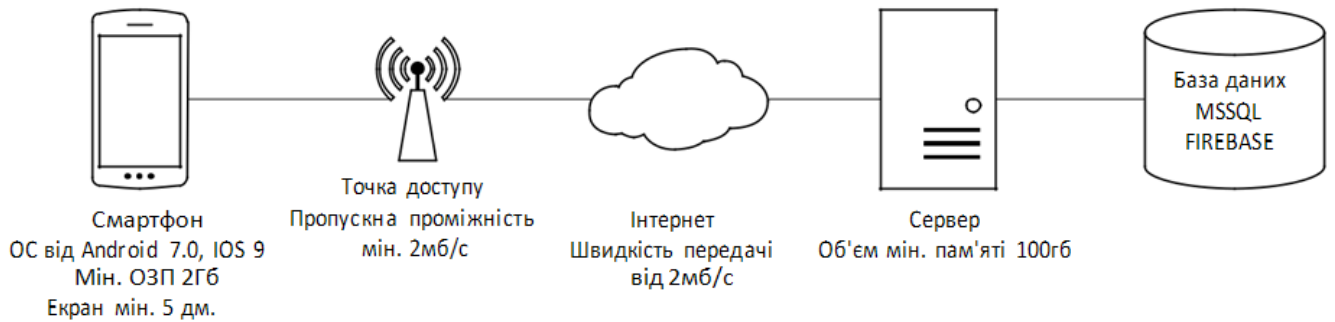 Смартфон
ОС від Android 7.0, IOS 9
Мін. ОЗП 2Гб
Екран мін. 5 дм.
Точка доступу
Пропускна проміжність
мін. 2мб/с
Інтернет
Швидкість передачі
від 2мб/с
Сервер
Об'єм мін. пам'яті 100гб
База даних
MSSQL
FIREBASE